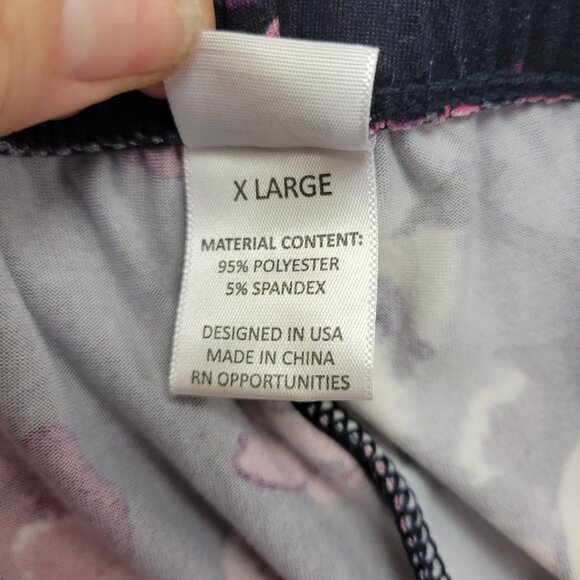 X LARGE
MATERIAL CONTENT:
95% POLYESTER
5% SPANDEX
DESIGNED IN USA
MADE IN CHINA
RN OPPORTUNITIES